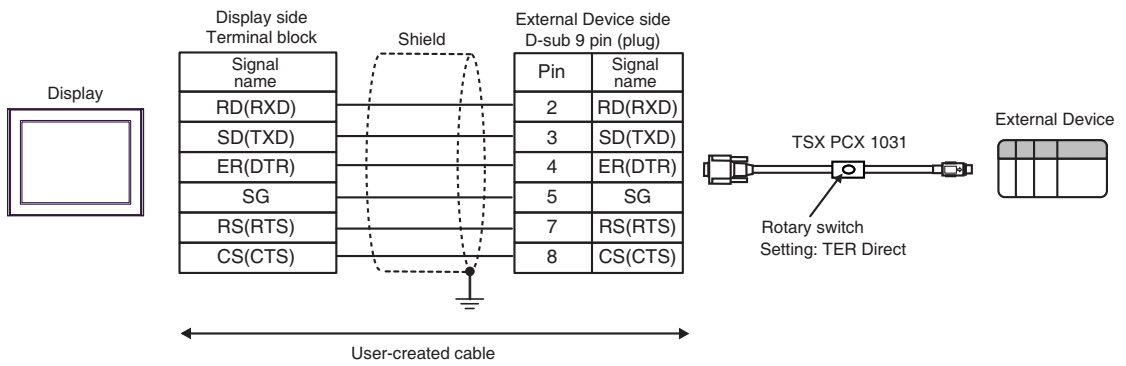 Display side
Terminal block
Shield
External Device side
D-sub 9 pin (plug)
Signal name
Pin
Signal name
RD(RXD)
2
RD(RXD)
SD(TXD)
3
SD(TXD)
ER(DTR)
4
ER(DTR)
SG
5
SG
RS(RTS)
7
RS(RTS)
CS(CTS)
8
CS(CTS)
Display
TSX PCX 1031
External Device
Rotary switch
Setting: TER Direct
User-created cable